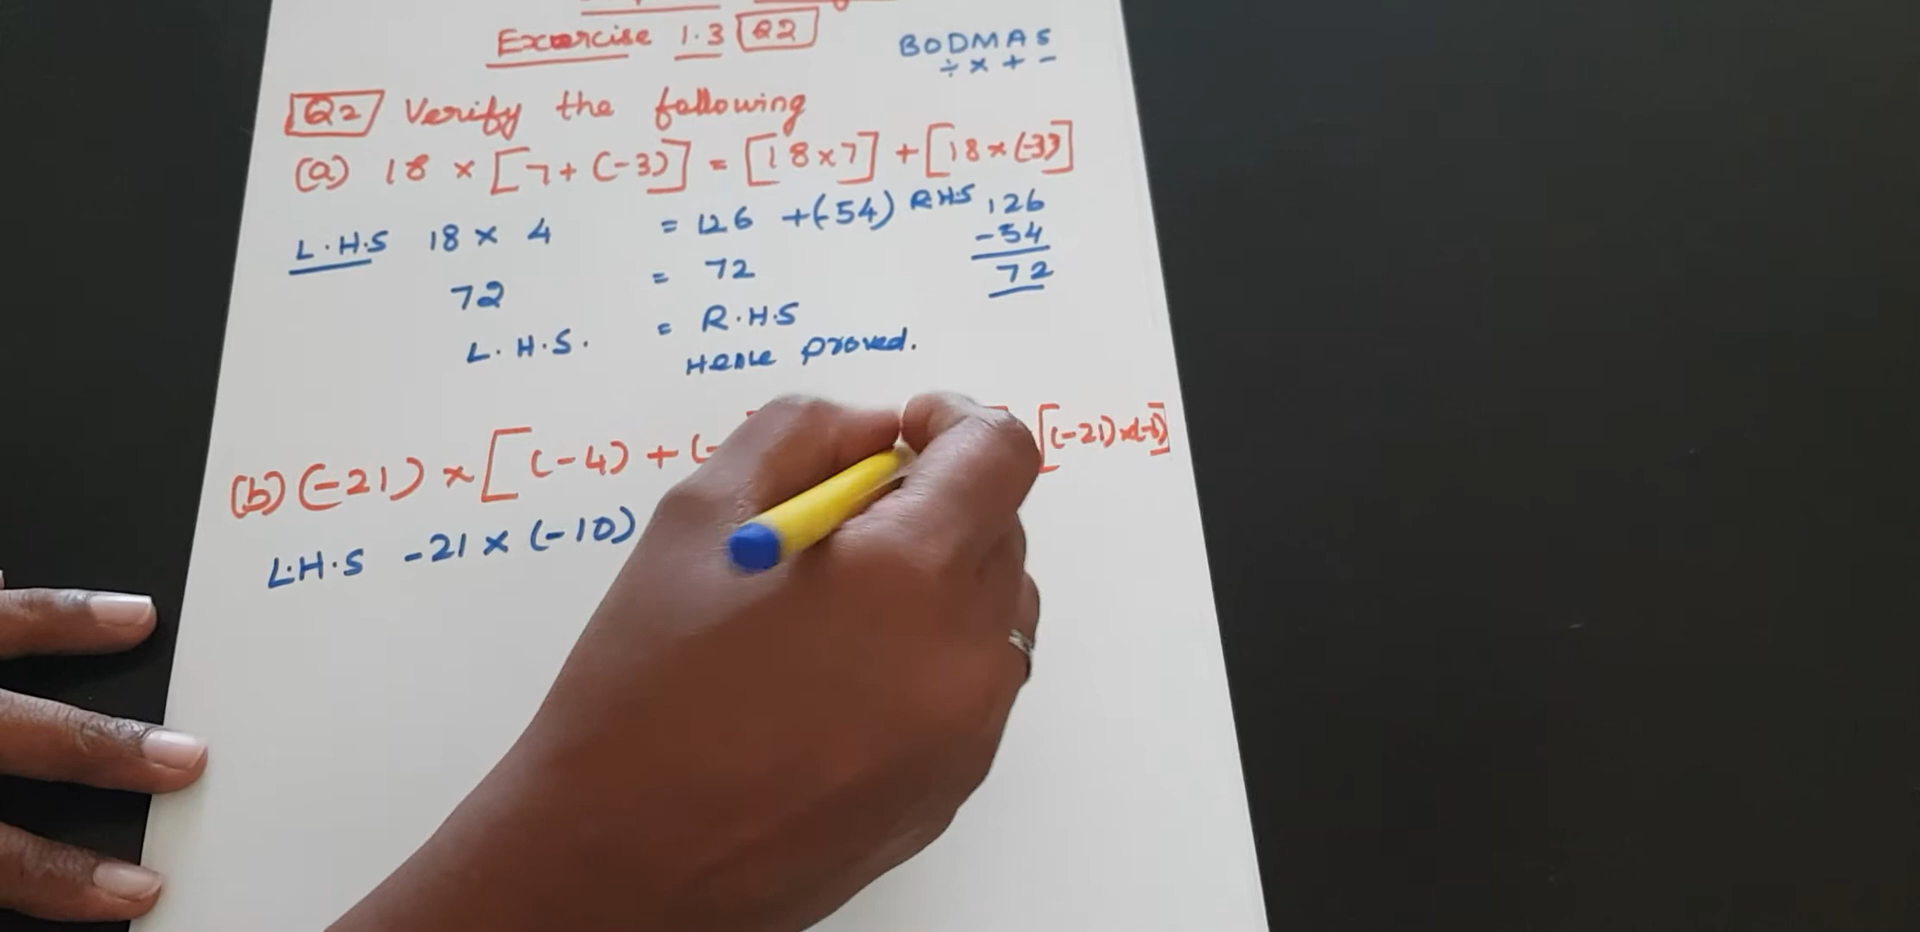 Exercise 1.3 Q2
BODMAS
÷ × + -
Q2 Verify the following
(a) 18 × [7 + (-3)] = [18×7] + [18×(-3)]
L.H.S 18 × 4 = 126 +(-54) R.H.S 126
-54
72 = 72 72
L.H.S. = R.H.S
Hence proved.
(b) (-21) × [(-4) + (- [(-21)×(-6)]
L.H.S -21 × (-10)